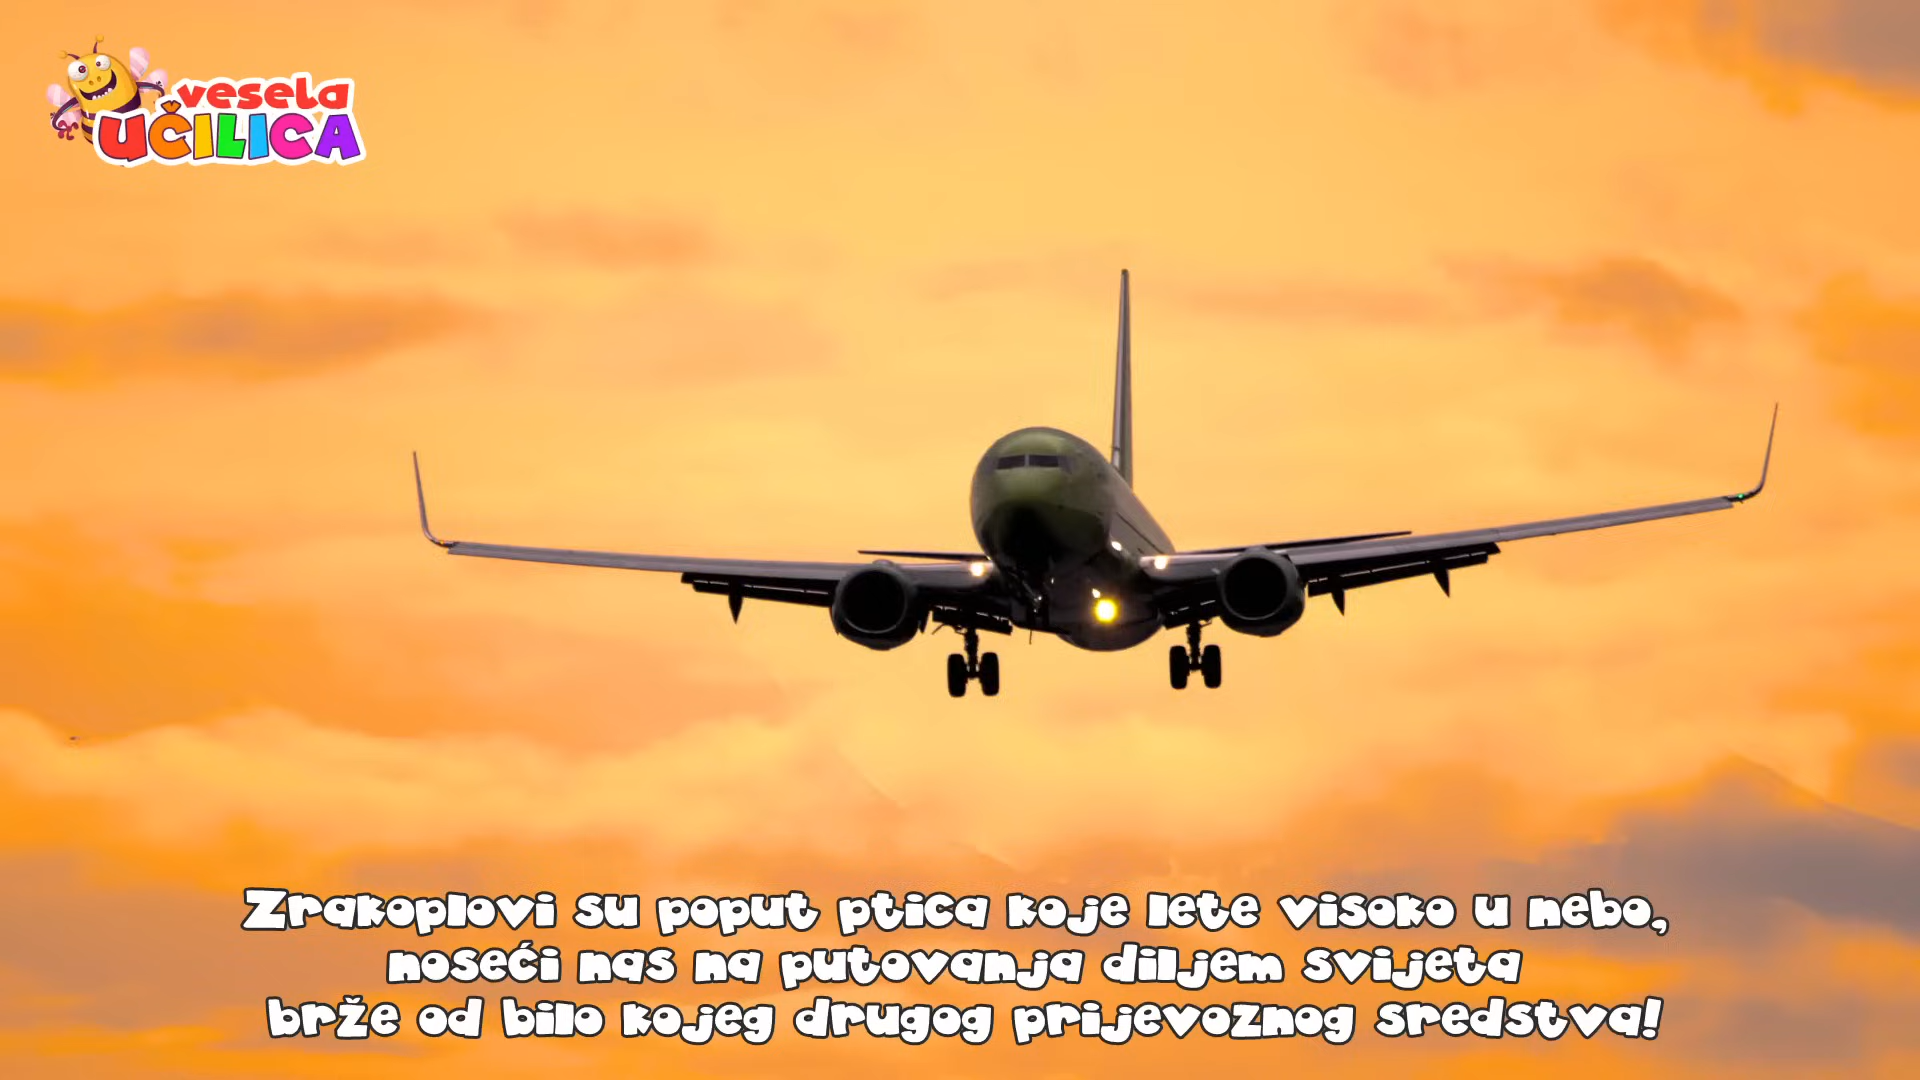 vesela
UČILICA
Zrakoplovi su poput ptica koje lete visoko u nebo,
noseći nas na putovanja diljem svijeta
brže od bilo kojeg drugog prijevoznog sredstva!